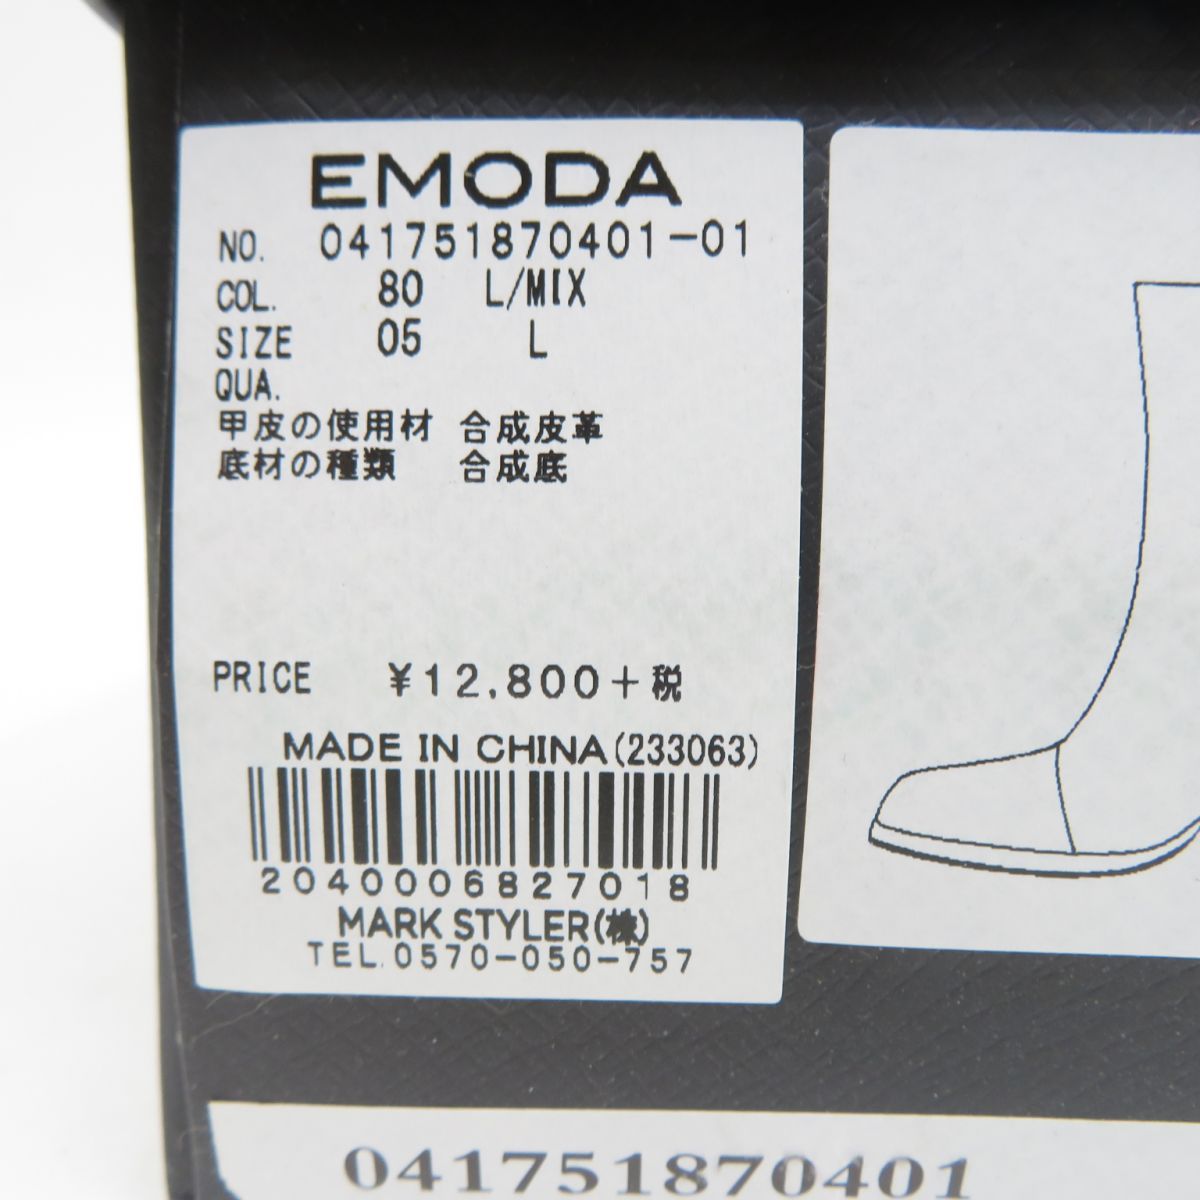 EMODA
NO. 041751870401-01
COL. 80 L/MIX
SIZE 05 L
QUA.
甲皮の使用材 合成皮革
底材の種類 合成底
PRICE ¥12,800+税
MADE IN CHINA(233063)
2040006827018
MARK STYLER(株)
TEL.0570-050-757
041751870401